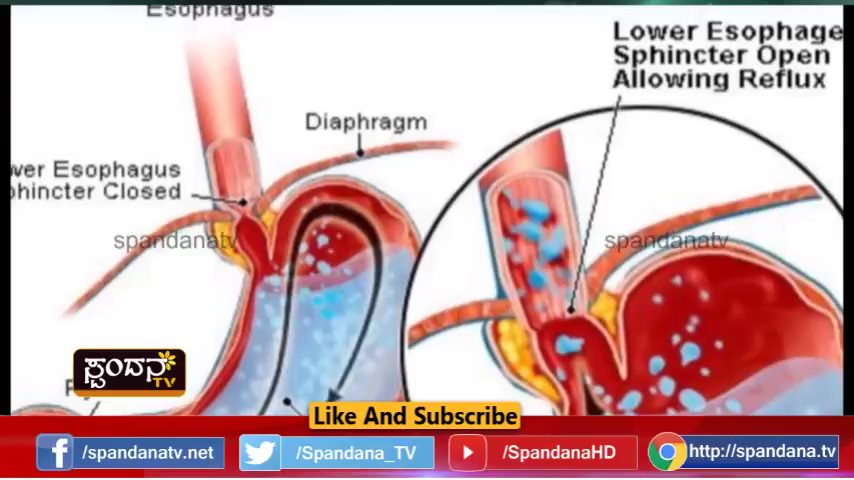 Esophagus
Lower Esophage
Sphincter Open
Allowing Reflux
Diaphragm
wer Esophagus
phincter Closed
spandanatv
spandanatv
ಸ್ಪಂದನ
TV
Like And Subscribe
/spandanatv.net
/Spandana_TV
/SpandanaHD
http://spandana.tv